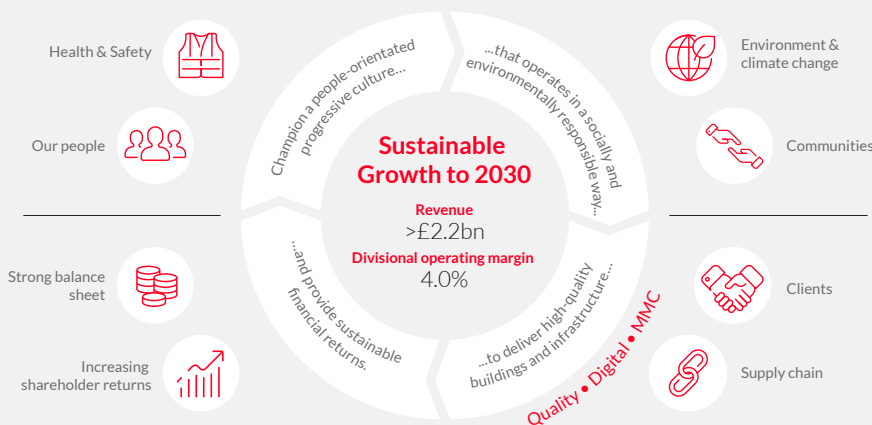 Health & Safety
Our people
Champion a people-orientated
progressive culture...
...that operates in a socially and
environmentally responsible way...
Environment &
climate change
Communities
Sustainable
Growth to 2030
Revenue
>£2.2bn
Divisional operating margin
4.0%
Strong balance
sheet
Increasing
shareholder returns
...and provide sustainable
financial returns.
...to deliver high-quality
buildings and infrastructure...
Quality • Digital • MMC
Clients
Supply chain